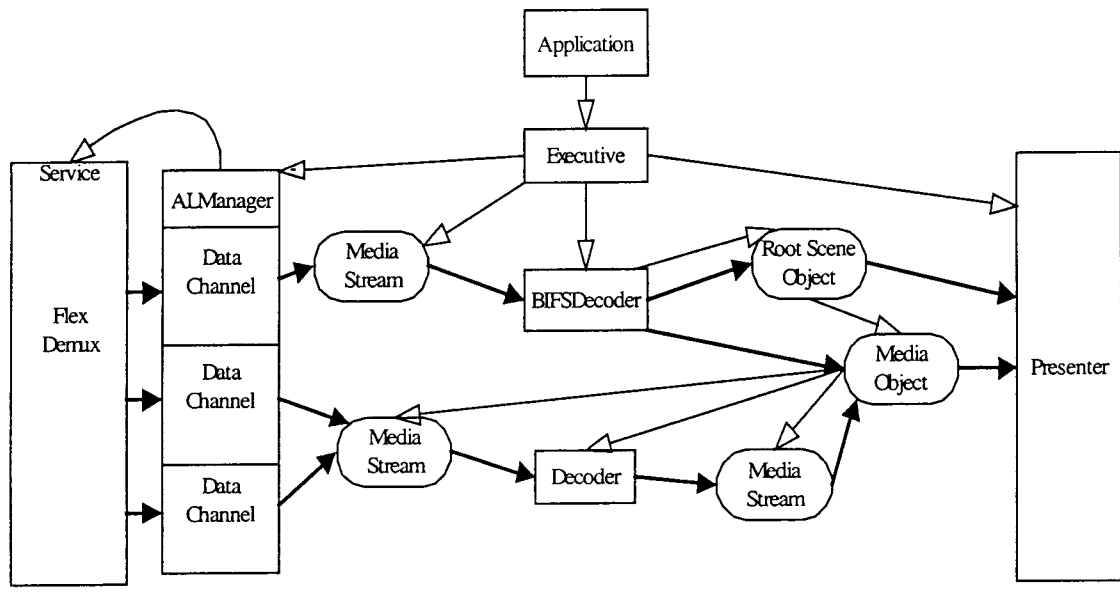 Application
Executive
Service
ALManager
Flex
Demux
Data
Channel
Media
Stream
BIFSDecoder
Root Scene
Object
Media
Object
Presenter
Data
Channel
Media
Stream
Decoder
Media
Stream
Data
Channel